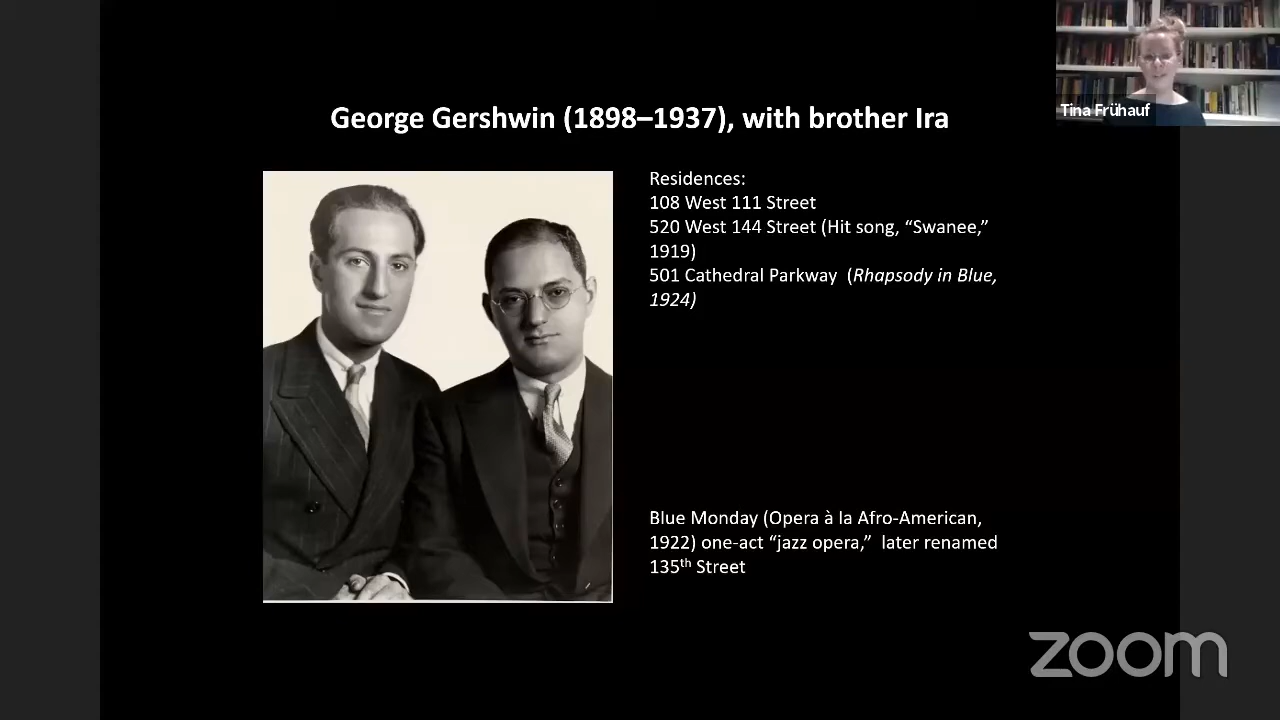 Tina Frühauf
George Gershwin (1898–1937), with brother Ira
Residences:
108 West 111 Street
520 West 144 Street (Hit song, “Swanee,”
1919)
501 Cathedral Parkway  (Rhapsody in Blue,
1924)
Blue Monday (Opera à la Afro-American,
1922) one-act “jazz opera,”  later renamed
135th Street
zoom